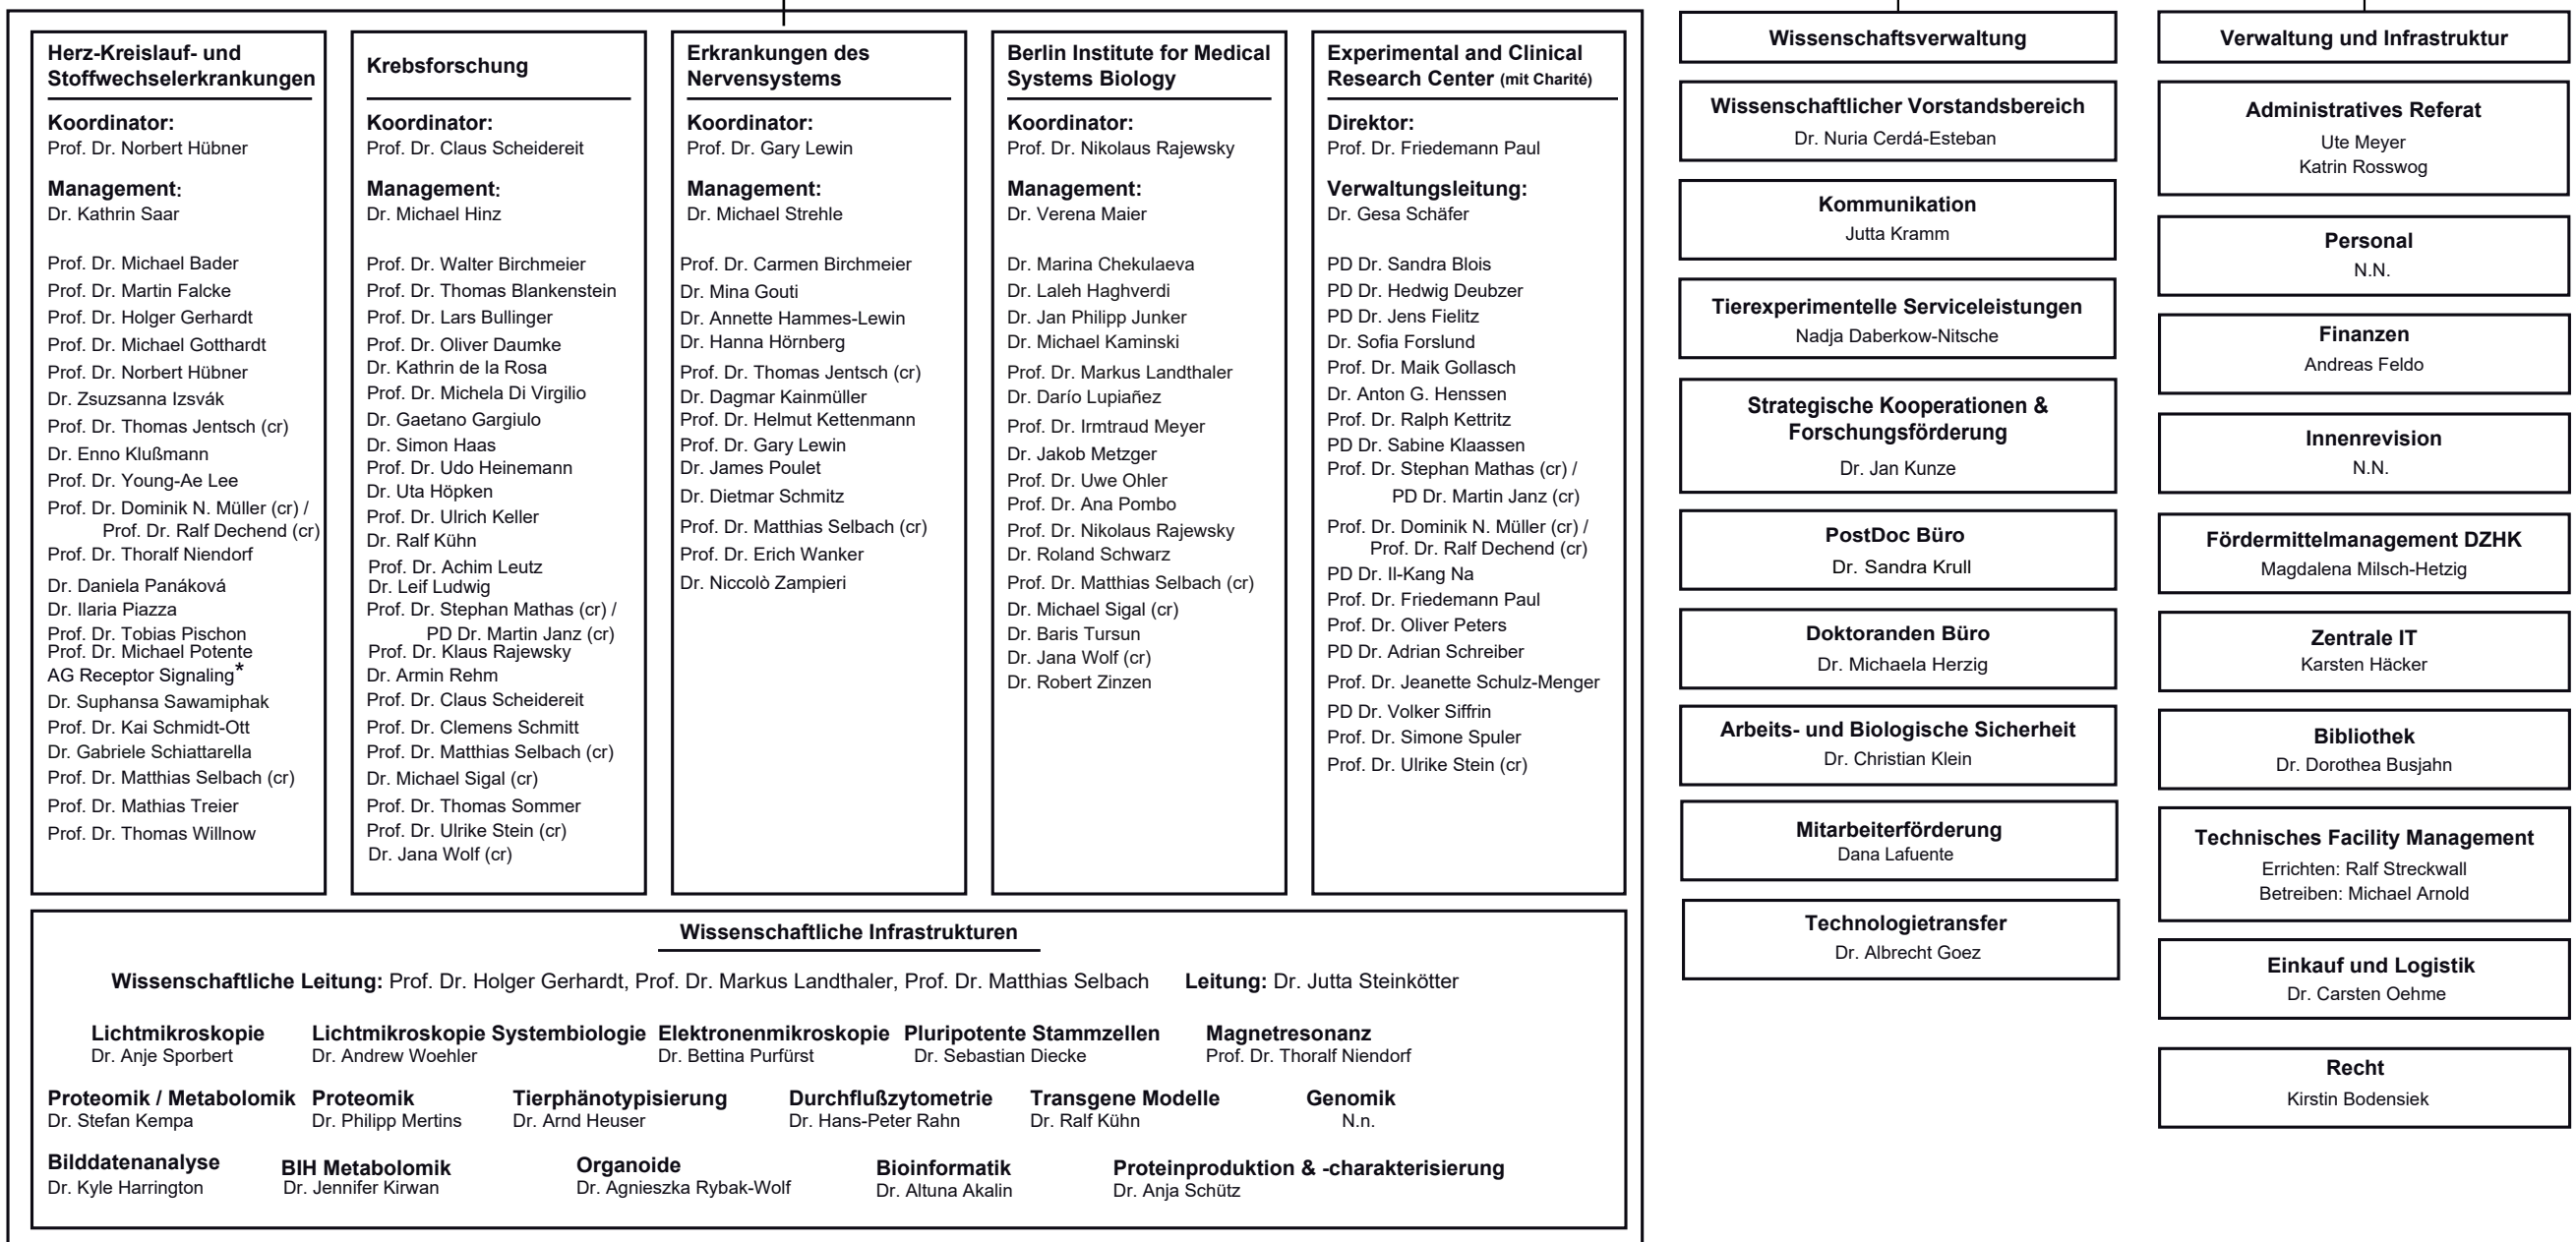 Herz-Kreislauf- und
Stoffwechselerkrankungen
Koordinator:
Prof. Dr. Norbert Hübner
Management:
Dr. Kathrin Saar
Prof. Dr. Michael Bader
Prof. Dr. Martin Falcke
Prof. Dr. Holger Gerhardt
Prof. Dr. Michael Gotthardt
Prof. Dr. Norbert Hübner
Dr. Zsuzsanna Izsvák
Prof. Dr. Thomas Jentsch (cr)
Dr. Enno Klußmann
Prof. Dr. Young-Ae Lee
Prof. Dr. Dominik N. Müller (cr) /
Prof. Dr. Ralf Dechend (cr)
Prof. Dr. Thoralf Niendorf
Dr. Daniela Panáková
Dr. Ilaria Piazza
Prof. Dr. Tobias Pischon
Prof. Dr. Michael Potente
AG Receptor Signaling*
Dr. Suphansa Sawamiphak
Prof. Dr. Kai Schmidt-Ott
Dr. Gabriele Schiattarella
Prof. Dr. Matthias Selbach (cr)
Prof. Dr. Mathias Treier
Prof. Dr. Thomas Willnow
Krebsforschung
Koordinator:
Prof. Dr. Claus Scheidereit
Management:
Dr. Michael Hinz
Prof. Dr. Walter Birchmeier
Prof. Dr. Thomas Blankenstein
Prof. Dr. Lars Bullinger
Prof. Dr. Oliver Daumke
Dr. Kathrin de la Rosa
Prof. Dr. Michela Di Virgilio
Dr. Gaetano Gargiulo
Dr. Simon Haas
Prof. Dr. Udo Heinemann
Dr. Uta Höpken
Prof. Dr. Ulrich Keller
Dr. Ralf Kühn
Prof. Dr. Achim Leutz
Dr. Leif Ludwig
Prof. Dr. Stephan Mathas (cr) /
PD Dr. Martin Janz (cr)
Prof. Dr. Klaus Rajewsky
Dr. Armin Rehm
Prof. Dr. Claus Scheidereit
Prof. Dr. Clemens Schmitt
Prof. Dr. Matthias Selbach (cr)
Dr. Michael Sigal (cr)
Prof. Dr. Thomas Sommer
Prof. Dr. Ulrike Stein (cr)
Dr. Jana Wolf (cr)
Erkrankungen des
Nervensystems
Koordinator:
Prof. Dr. Gary Lewin
Management:
Dr. Michael Strehle
Prof. Dr. Carmen Birchmeier
Dr. Mina Gouti
Dr. Annette Hammes-Lewin
Dr. Hanna Hörnberg
Prof. Dr. Thomas Jentsch (cr)
Dr. Dagmar Kainmüller
Prof. Dr. Helmut Kettenmann
Prof. Dr. Gary Lewin
Dr. James Poulet
Dr. Dietmar Schmitz
Prof. Dr. Matthias Selbach (cr)
Prof. Dr. Erich Wanker
Dr. Niccolò Zampieri
Berlin Institute for Medical
Systems Biology
Koordinator:
Prof. Dr. Nikolaus Rajewsky
Management:
Dr. Verena Maier
Dr. Marina Chekulaeva
Dr. Laleh Haghverdi
Dr. Jan Philipp Junker
Dr. Michael Kaminski
Prof. Dr. Markus Landthaler
Dr. Darío Lupiañez
Prof. Dr. Irmtraud Meyer
Dr. Jakob Metzger
Prof. Dr. Uwe Ohler
Prof. Dr. Ana Pombo
Prof. Dr. Nikolaus Rajewsky
Dr. Roland Schwarz
Prof. Dr. Matthias Selbach (cr)
Dr. Michael Sigal (cr)
Dr. Baris Tursun
Dr. Jana Wolf (cr)
Dr. Robert Zinzen
Experimental and Clinical
Research Center (mit Charité)
Direktor:
Prof. Dr. Friedemann Paul
Verwaltungsleitung:
Dr. Gesa Schäfer
PD Dr. Sandra Blois
PD Dr. Hedwig Deubzer
PD Dr. Jens Fielitz
Dr. Sofia Forslund
Prof. Dr. Maik Gollasch
Dr. Anton G. Henssen
Prof. Dr. Ralph Kettritz
PD Dr. Sabine Klaassen
Prof. Dr. Stephan Mathas (cr) /
PD Dr. Martin Janz (cr)
Prof. Dr. Dominik N. Müller (cr) /
Prof. Dr. Ralf Dechend (cr)
PD Dr. Il-Kang Na
Prof. Dr. Friedemann Paul
Prof. Dr. Oliver Peters
PD Dr. Adrian Schreiber
Prof. Dr. Jeanette Schulz-Menger
PD Dr. Volker Siffrin
Prof. Dr. Simone Spuler
Prof. Dr. Ulrike Stein (cr)
Wissenschaftliche Infrastrukturen
Wissenschaftliche Leitung: Prof. Dr. Holger Gerhardt, Prof. Dr. Markus Landthaler, Prof. Dr. Matthias Selbach Leitung: Dr. Jutta Steinkötter
Lichtmikroskopie Lichtmikroskopie Systembiologie Elektronenmikroskopie Pluripotente Stammzellen Magnetresonanz
Dr. Anje Sporbert Dr. Andrew Woehler Dr. Bettina Purfürst Dr. Sebastian Diecke Prof. Dr. Thoralf Niendorf
Proteomik / Metabolomik Proteomik Tierphänotypisierung Durchflußzytometrie Transgene Modelle Genomik
Dr. Stefan Kempa Dr. Philipp Mertins Dr. Arnd Heuser Dr. Hans-Peter Rahn Dr. Ralf Kühn N.n.
Bilddatenanalyse BIH Metabolomik Organoide Bioinformatik Proteinproduktion & -charakterisierung
Dr. Kyle Harrington Dr. Jennifer Kirwan Dr. Agnieszka Rybak-Wolf Dr. Altuna Akalin Dr. Anja Schütz
Wissenschaftsverwaltung
Wissenschaftlicher Vorstandsbereich
Dr. Nuria Cerdá-Esteban
Kommunikation
Jutta Kramm
Tierexperimentelle Serviceleistungen
Nadja Daberkow-Nitsche
Strategische Kooperationen &
Forschungsförderung
Dr. Jan Kunze
PostDoc Büro
Dr. Sandra Krull
Doktoranden Büro
Dr. Michaela Herzig
Arbeits- und Biologische Sicherheit
Dr. Christian Klein
Mitarbeiterförderung
Dana Lafuente
Technologietransfer
Dr. Albrecht Goez
Verwaltung und Infrastruktur
Administratives Referat
Ute Meyer
Katrin Rosswog
Personal
N.N.
Finanzen
Andreas Feldo
Innenrevision
N.N.
Fördermittelmanagement DZHK
Magdalena Milsch-Hetzig
Zentrale IT
Karsten Häcker
Bibliothek
Dr. Dorothea Busjahn
Technisches Facility Management
Errichten: Ralf Streckwall
Betreiben: Michael Arnold
Einkauf und Logistik
Dr. Carsten Oehme
Recht
Kirstin Bodensiek